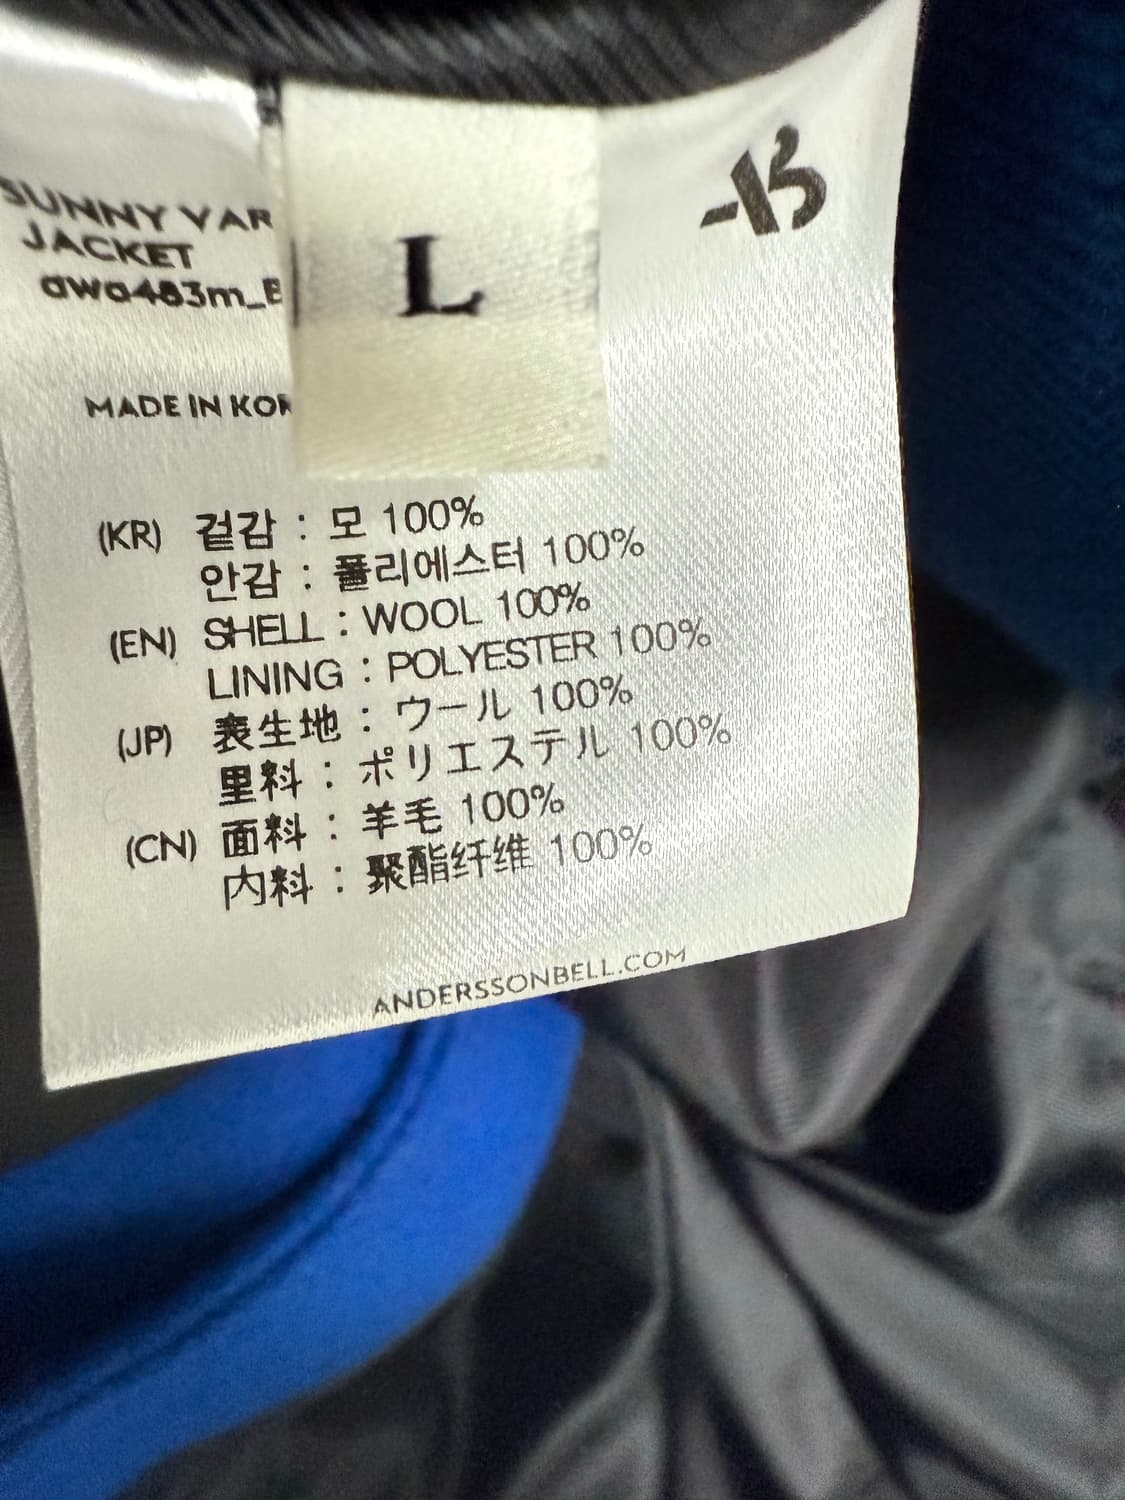 SUNNY VAR
JACKET
awa483m_B
L
MADE IN KOR
(KR) 겉감 : 모 100%
안감 : 폴리에스터 100%
(EN) SHELL : WOOL 100%
LINING : POLYESTER 100%
(JP) 表生地 : ウール 100%
里料 : ポリエステル 100%
(CN) 面料 : 羊毛 100%
内料 : 聚酯纤维 100%
ANDERSSONBELL.COM